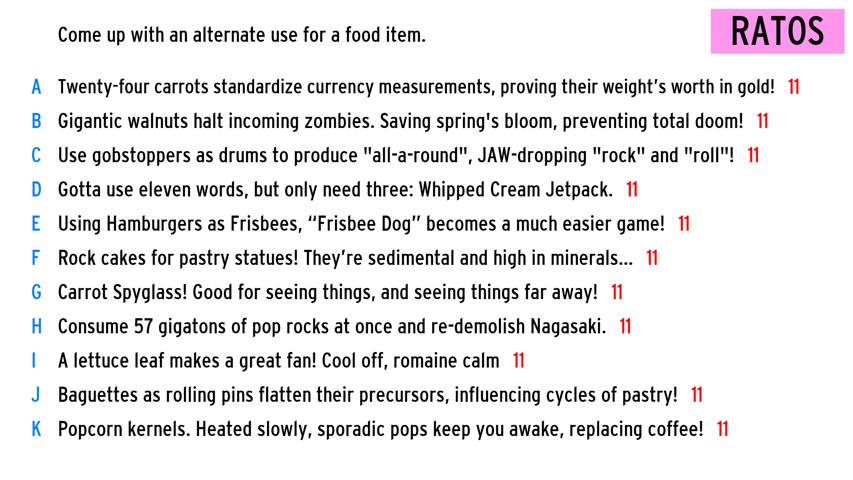 Come up with an alternate use for a food item.
RATOS
A Twenty-four carrots standardize currency measurements, proving their weight's worth in gold! 11
B Gigantic walnuts halt incoming zombies. Saving spring's bloom, preventing total doom! 11
C Use gobstoppers as drums to produce "all-a-round", JAW-dropping "rock" and "roll"! 11
D Gotta use eleven words, but only need three: Whipped Cream Jetpack. 11
E Using Hamburgers as Frisbees, “Frisbee Dog” becomes a much easier game! 11
F Rock cakes for pastry statues! They're sedimental and high in minerals... 11
G Carrot Spyglass! Good for seeing things, and seeing things far away! 11
H Consume 57 gigatons of pop rocks at once and re-demolish Nagasaki. 11
I A lettuce leaf makes a great fan! Cool off, romaine calm 11
J Baguettes as rolling pins flatten their precursors, influencing cycles of pastry! 11
K Popcorn kernels. Heated slowly, sporadic pops keep you awake, replacing coffee! 11